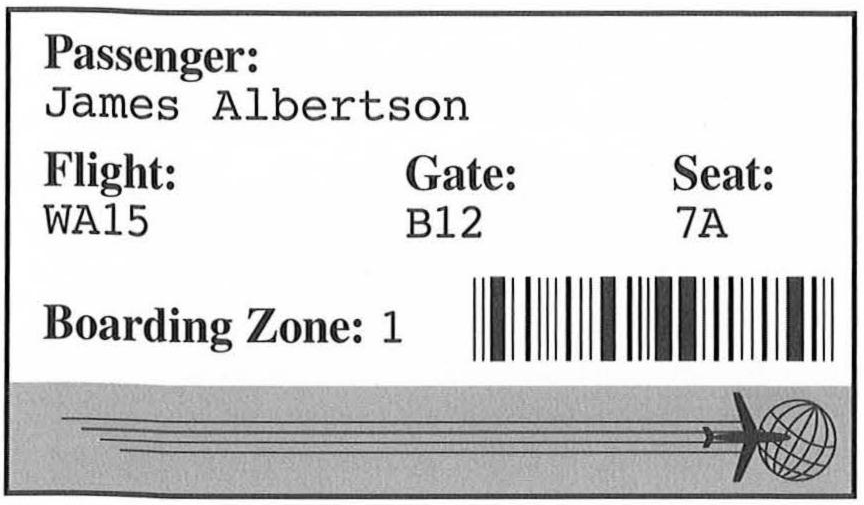 Passenger:
James Albertson
Flight: Gate: Seat:
WA15 B12 7A
Boarding Zone: 1